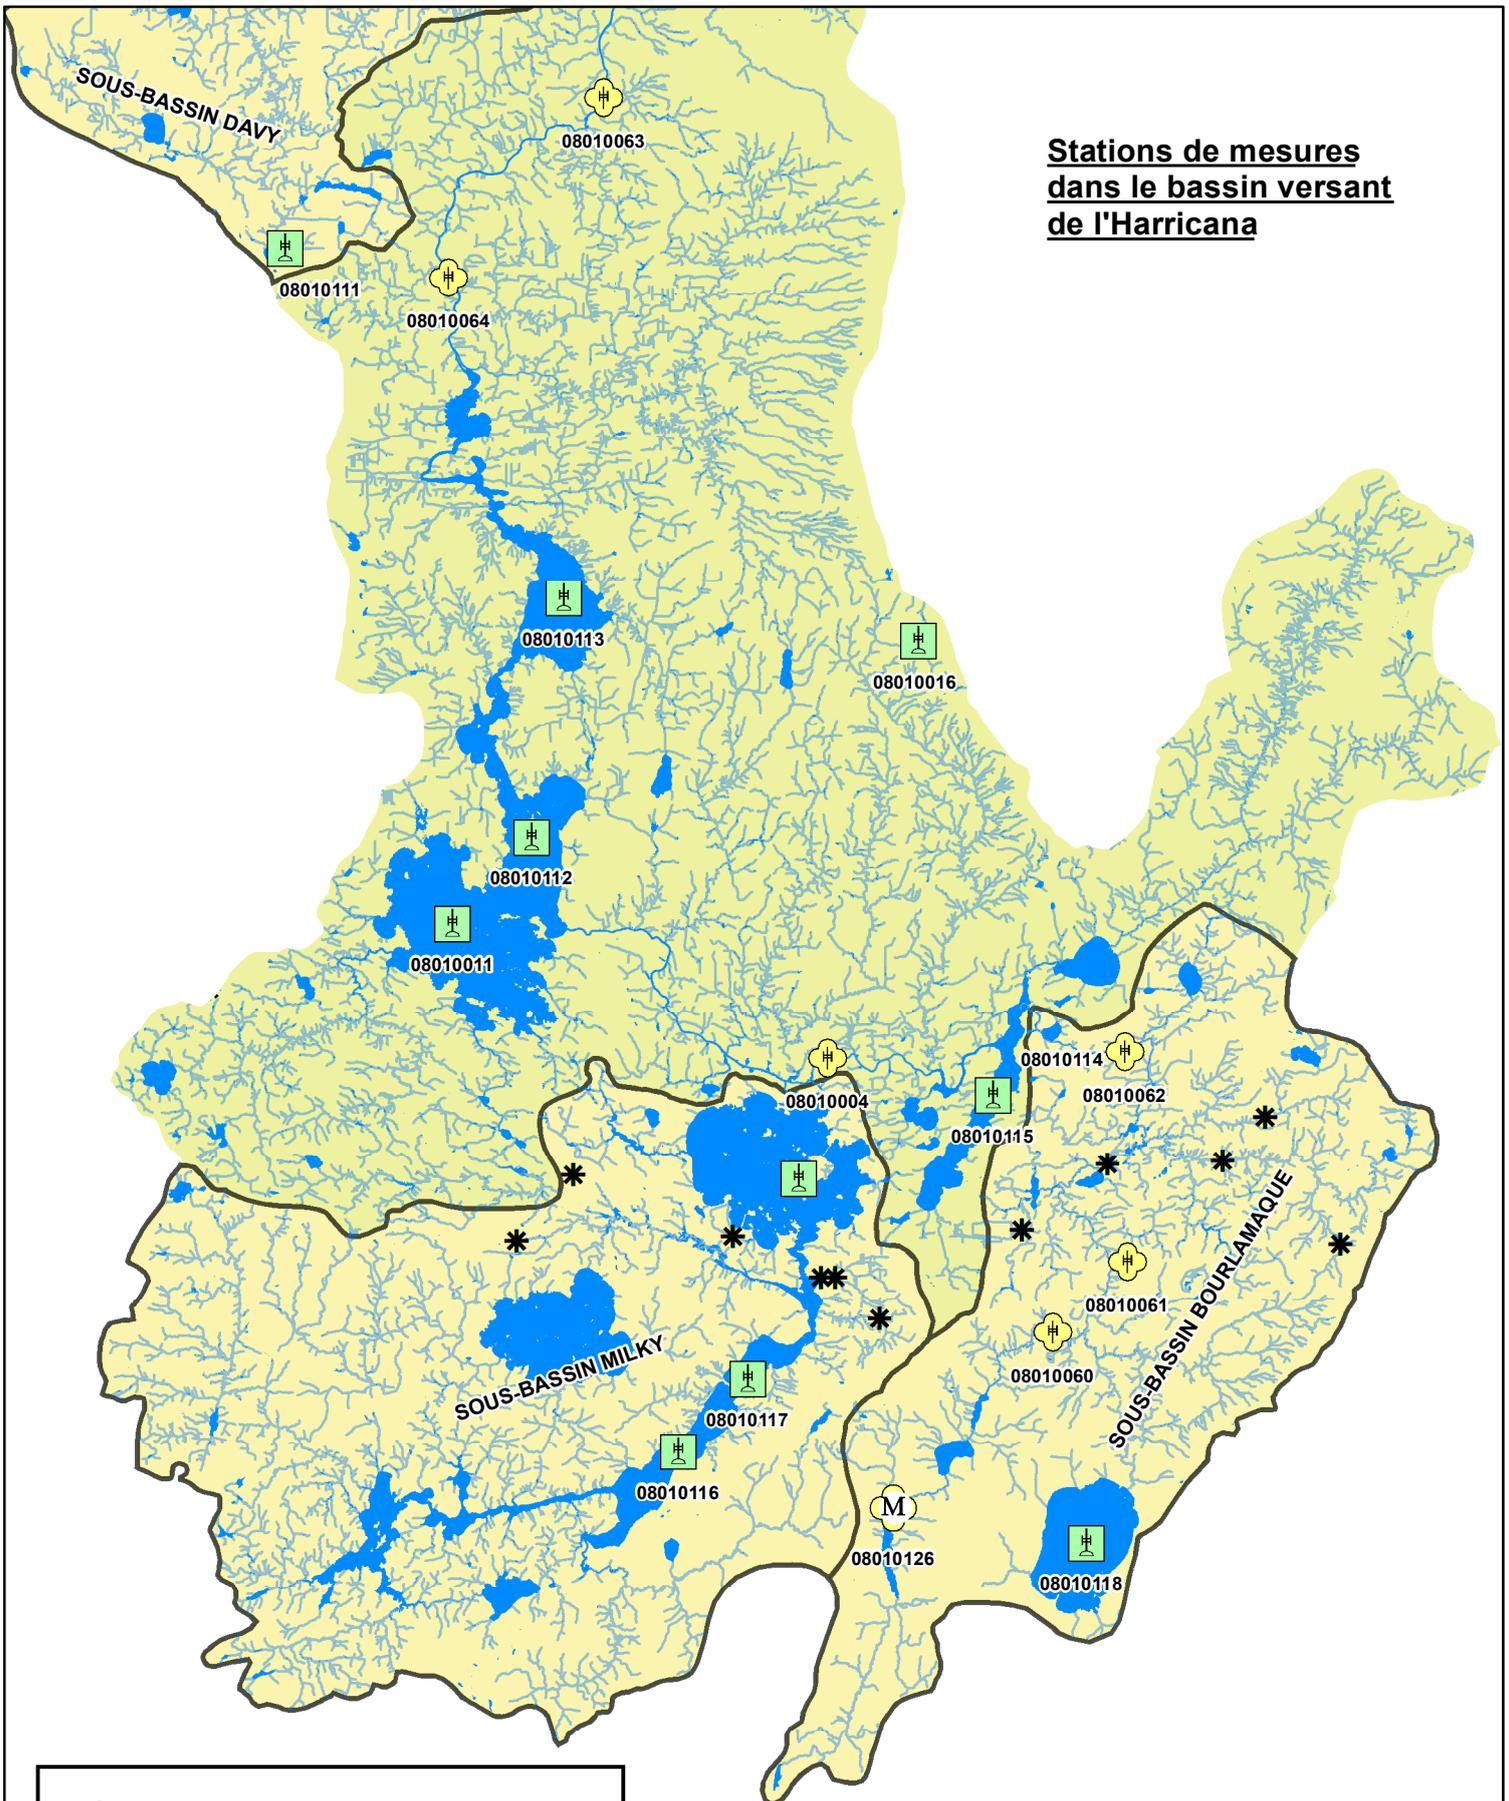 SOUS-BASSIN DAVY
08010063
Stations de mesures
dans le bassin versant
de l'Harricana
08010111
08010064
08010113
08010016
08010112
08010011
08010114
08010062
08010004
08010115
SOUS-BASSIN BOURLAMAQUE
08010061
08010060
SOUS-BASSIN MILKY
08010117
08010116
M
08010126
08010118